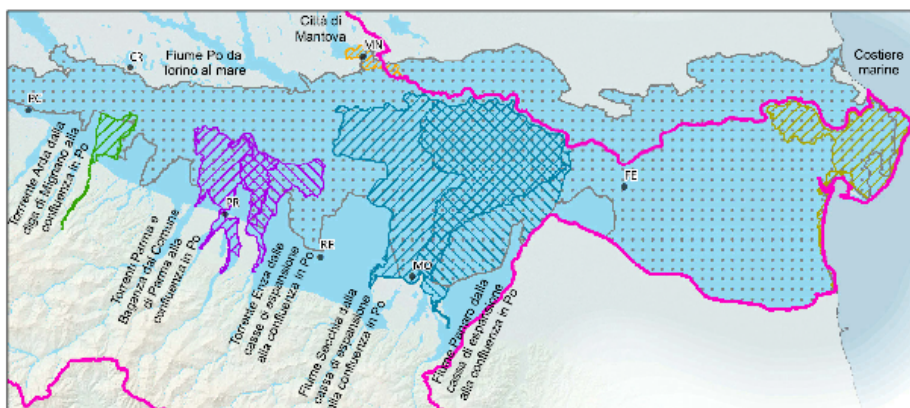 Città di
Mantova
MN
CR
Fiume Po da
Torino al mare
Costiere
marine
PC
FE
PR
RE
MO
Torrente Arda dalla
diga di Mignano alla
confluenza in Po
Torrenti Parma e
Baganza dal Comune
di Parma alla
confluenza in Po
Torrente Enza dalle
casse di espansione
alla confluenza in Po
Fiume Secchia dalla
cassa di espansione
alla confluenza in Po
Fiume Panaro dalla
cassa di espansione
alla confluenza in Po